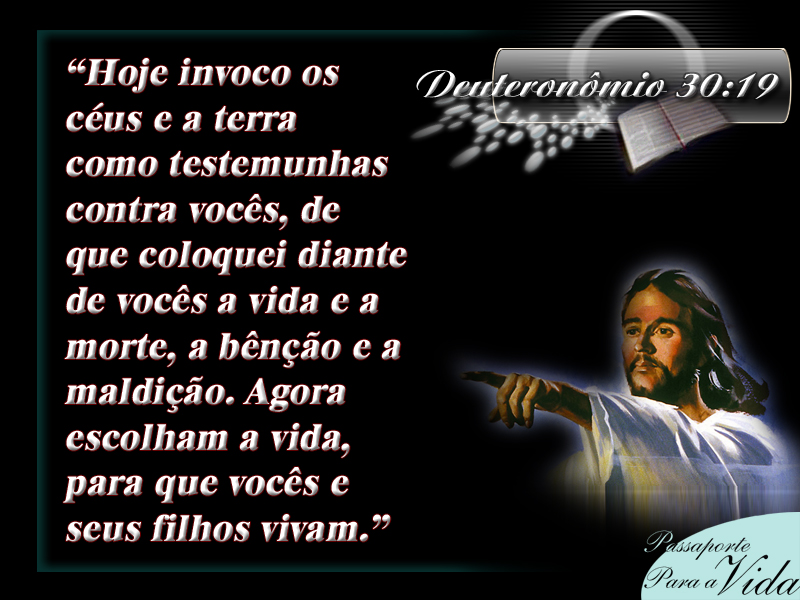 “Hoje invoco os
céus e a terra
como testemunhas
contra vocês, de
que coloquei diante
de vocês a vida e a
morte, a bênção e a
maldição. Agora
escolham a vida,
para que vocês e
seus filhos vivam.”
Deuteronômio 30:19
Passaporte
Para a Vida